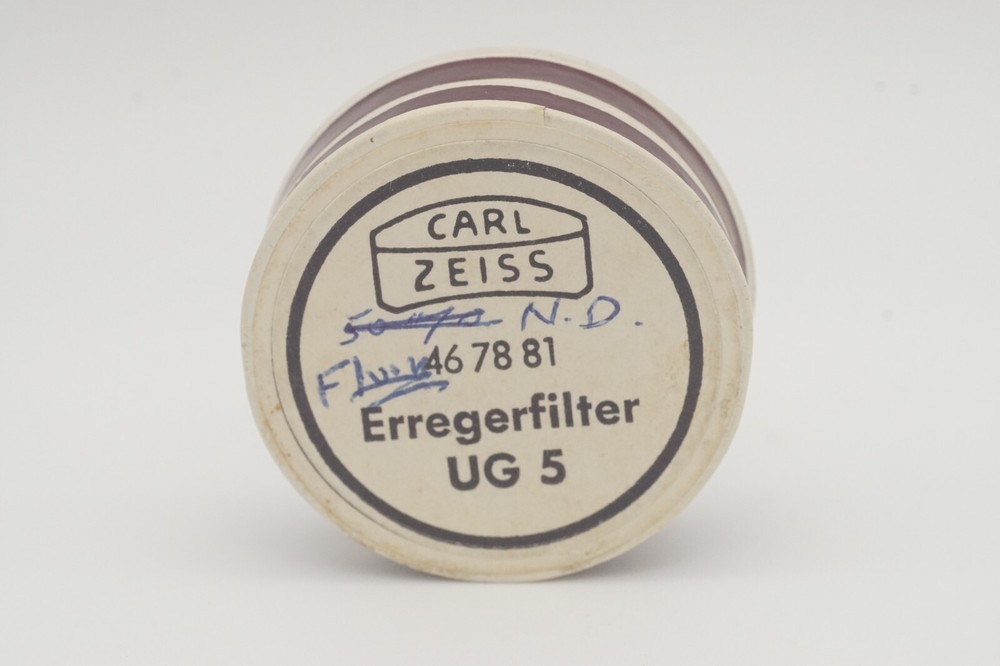 CARL
ZEISS
N.D.
46 78 81
Erregerfilter
UG 5